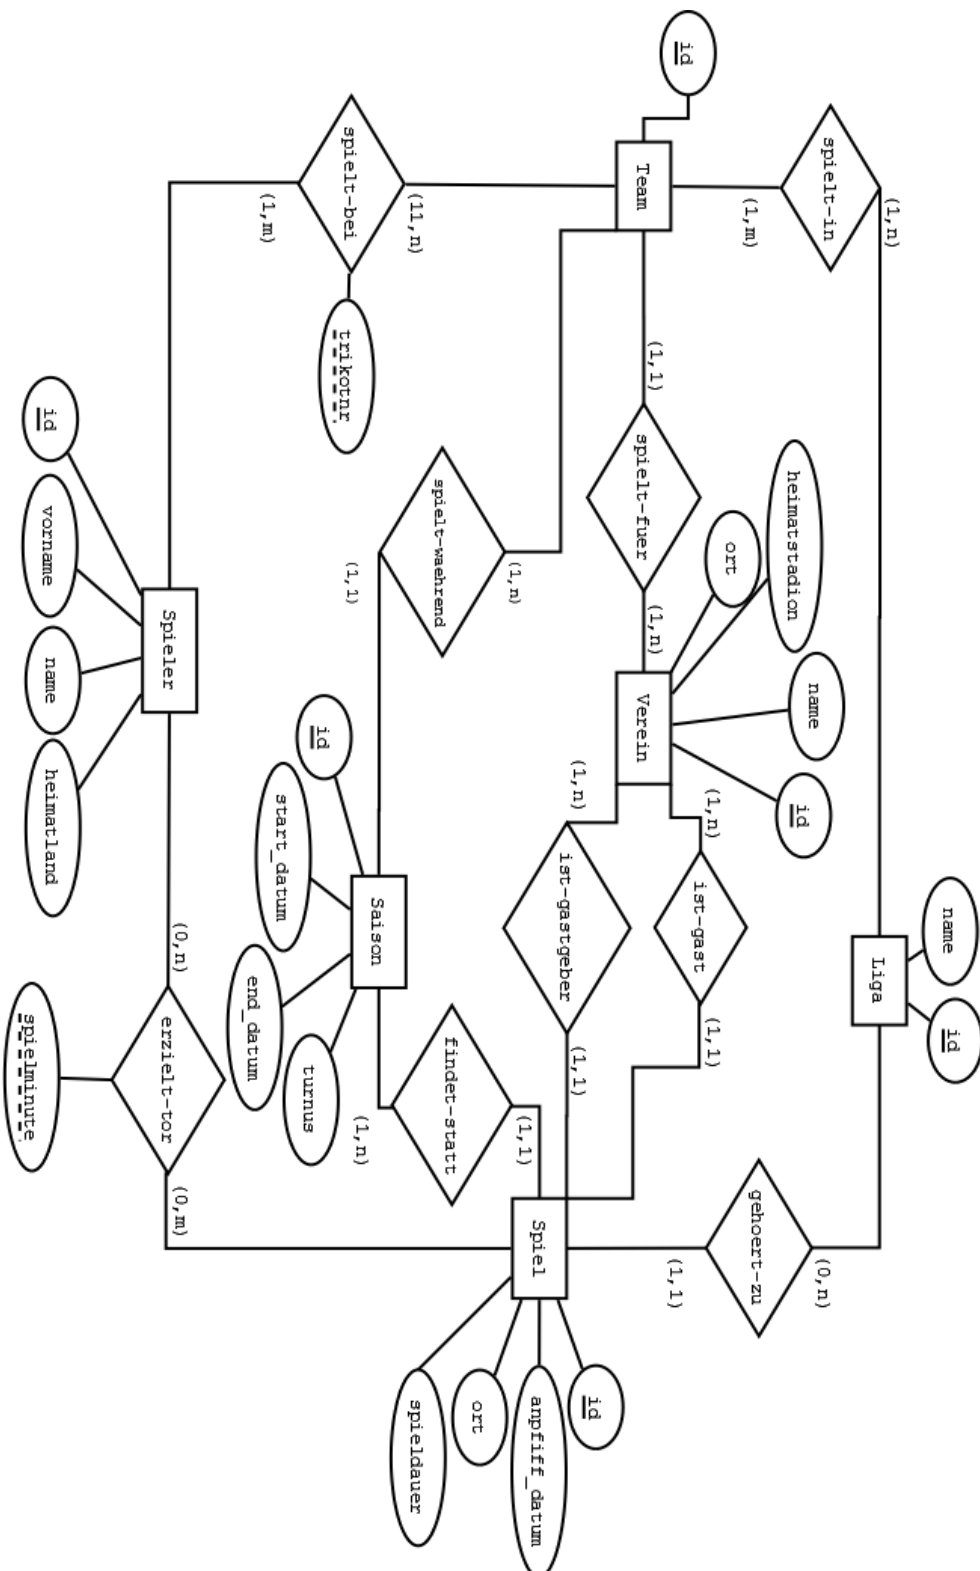 name
id
Liga
(1,n)
spielt-in
(1,m)
(0,n)
gehoert-zu
(1,1)
heimatstadion
name
ort
id
id
Team
(1,1)
spielt-fuer
(1,n)
Verein
(1,n)
ist-gast
(1,1)
(1,n)
ist-gastgeber
(1,1)
id
anpfiff_datum
ort
spieldauer
Spiel
(11,n)
spielt-bei
(1,m)
trikotnr
(1,n)
spielt-waehrend
(1,1)
(1,1)
findet-statt
(1,n)
id
Saison
start_datum
end_datum
turnus
Spieler
id
vorname
name
heimatland
(0,n)
erzielt-tor
(0,m)
spielminute